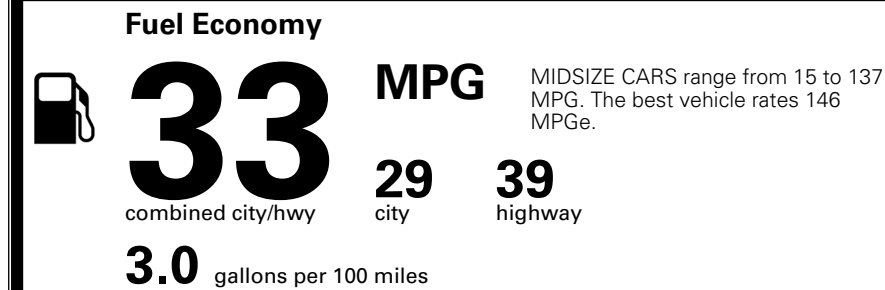 Fuel Economy
33
MPG
MIDSIZE CARS range from 15 to 137
MPG. The best vehicle rates 146
MPGe.
29 39
combined city/hwy city highway
3.0 gallons per 100 miles